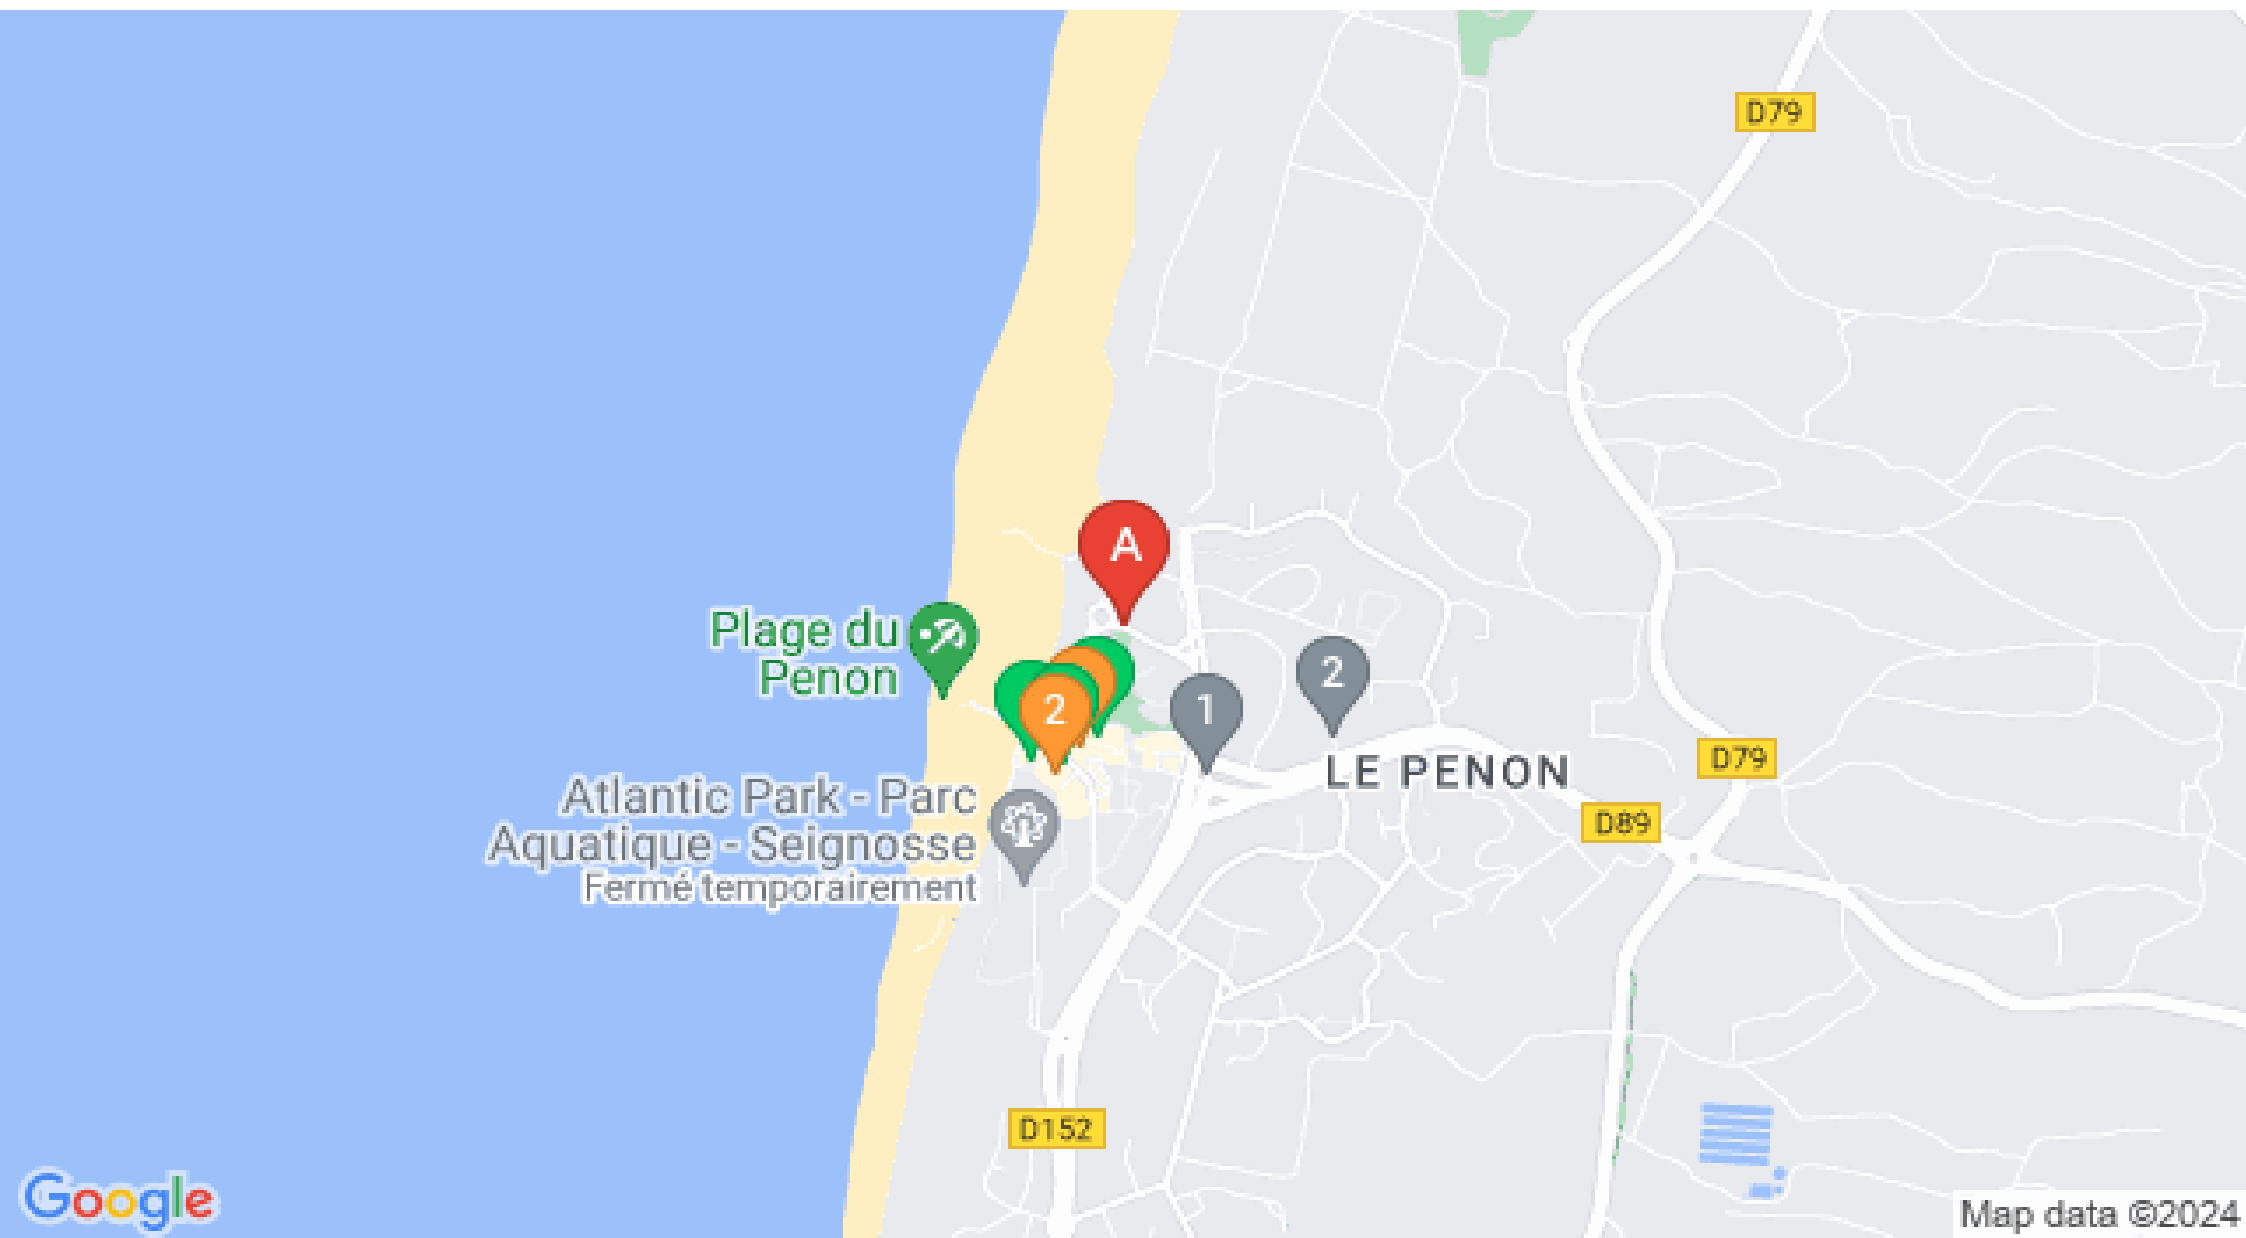 D79
A
Plage du
Penon
2
2
1
LE PENON
D79
Atlantic Park - Parc
Aquatique - Seignosse
Fermé temporairement
D89
D152
Google
Map data ©2024